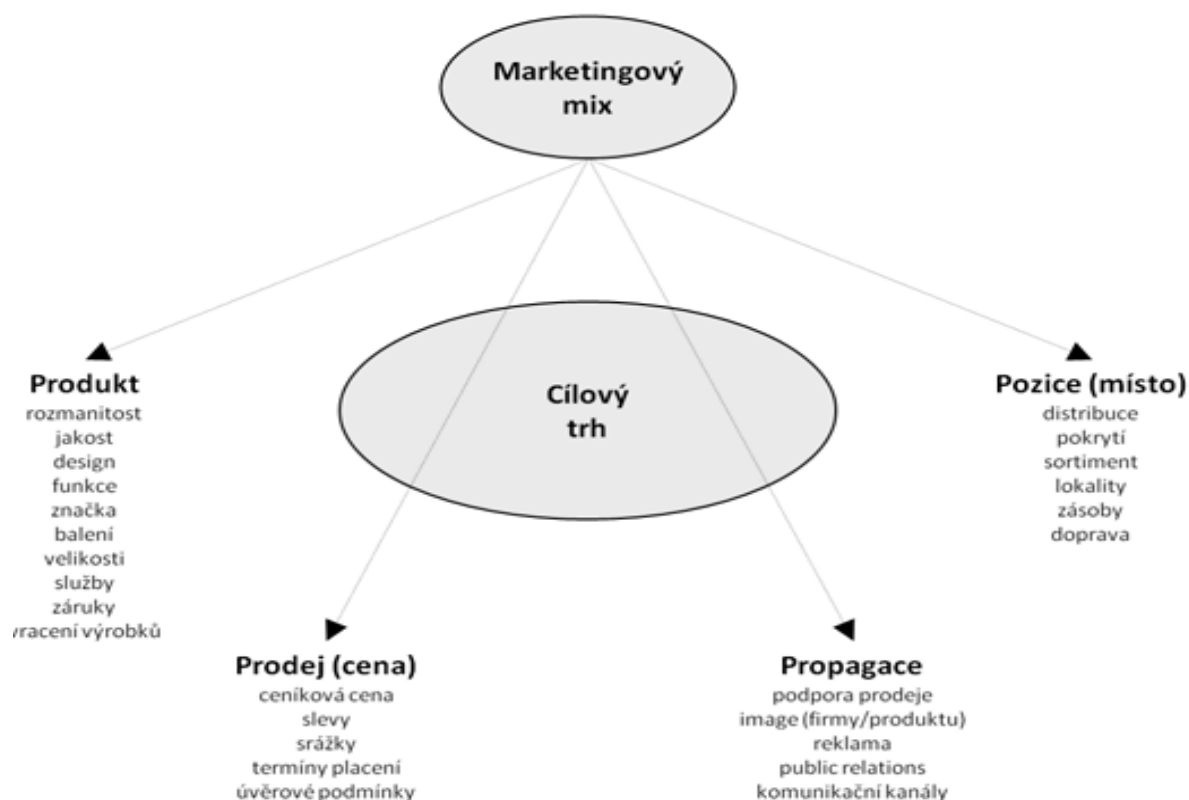 Marketingový
mix
Cílový
trh
Produkt
rozmanitost
jakost
design
funkce
značka
balení
velikosti
služby
záruky
vracení výrobků
Pozice (místo)
distribuce
pokrytí
sortiment
lokality
zásoby
doprava
Prodej (cena)
ceníková cena
slevy
srážky
termíny placení
úvěrové podmínky
Propagace
podpora prodeje
image (firmy/produktu)
reklama
public relations
komunikační kanály